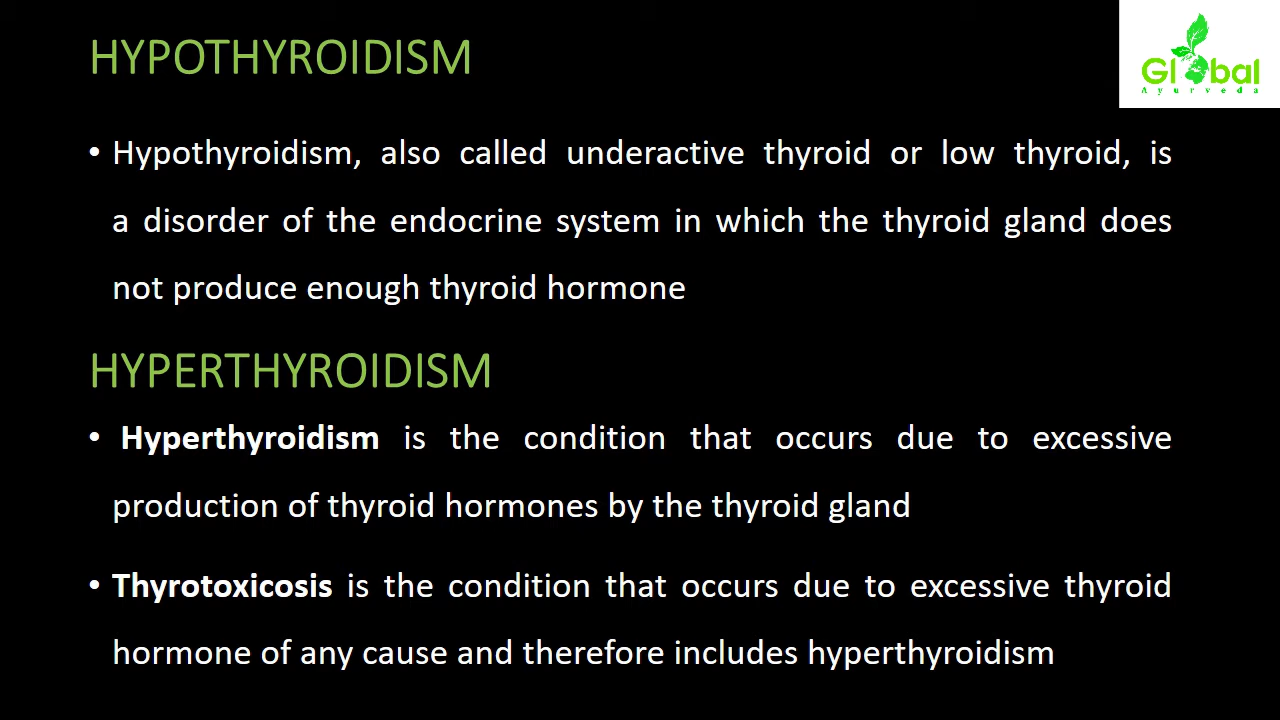 HYPOTHYROIDISM
Global
Ayurveda
• Hypothyroidism, also called underactive thyroid or low thyroid, is
a disorder of the endocrine system in which the thyroid gland does
not produce enough thyroid hormone
HYPERTHYROIDISM
• Hyperthyroidism is the condition that occurs due to excessive
production of thyroid hormones by the thyroid gland
• Thyrotoxicosis is the condition that occurs due to excessive thyroid
hormone of any cause and therefore includes hyperthyroidism